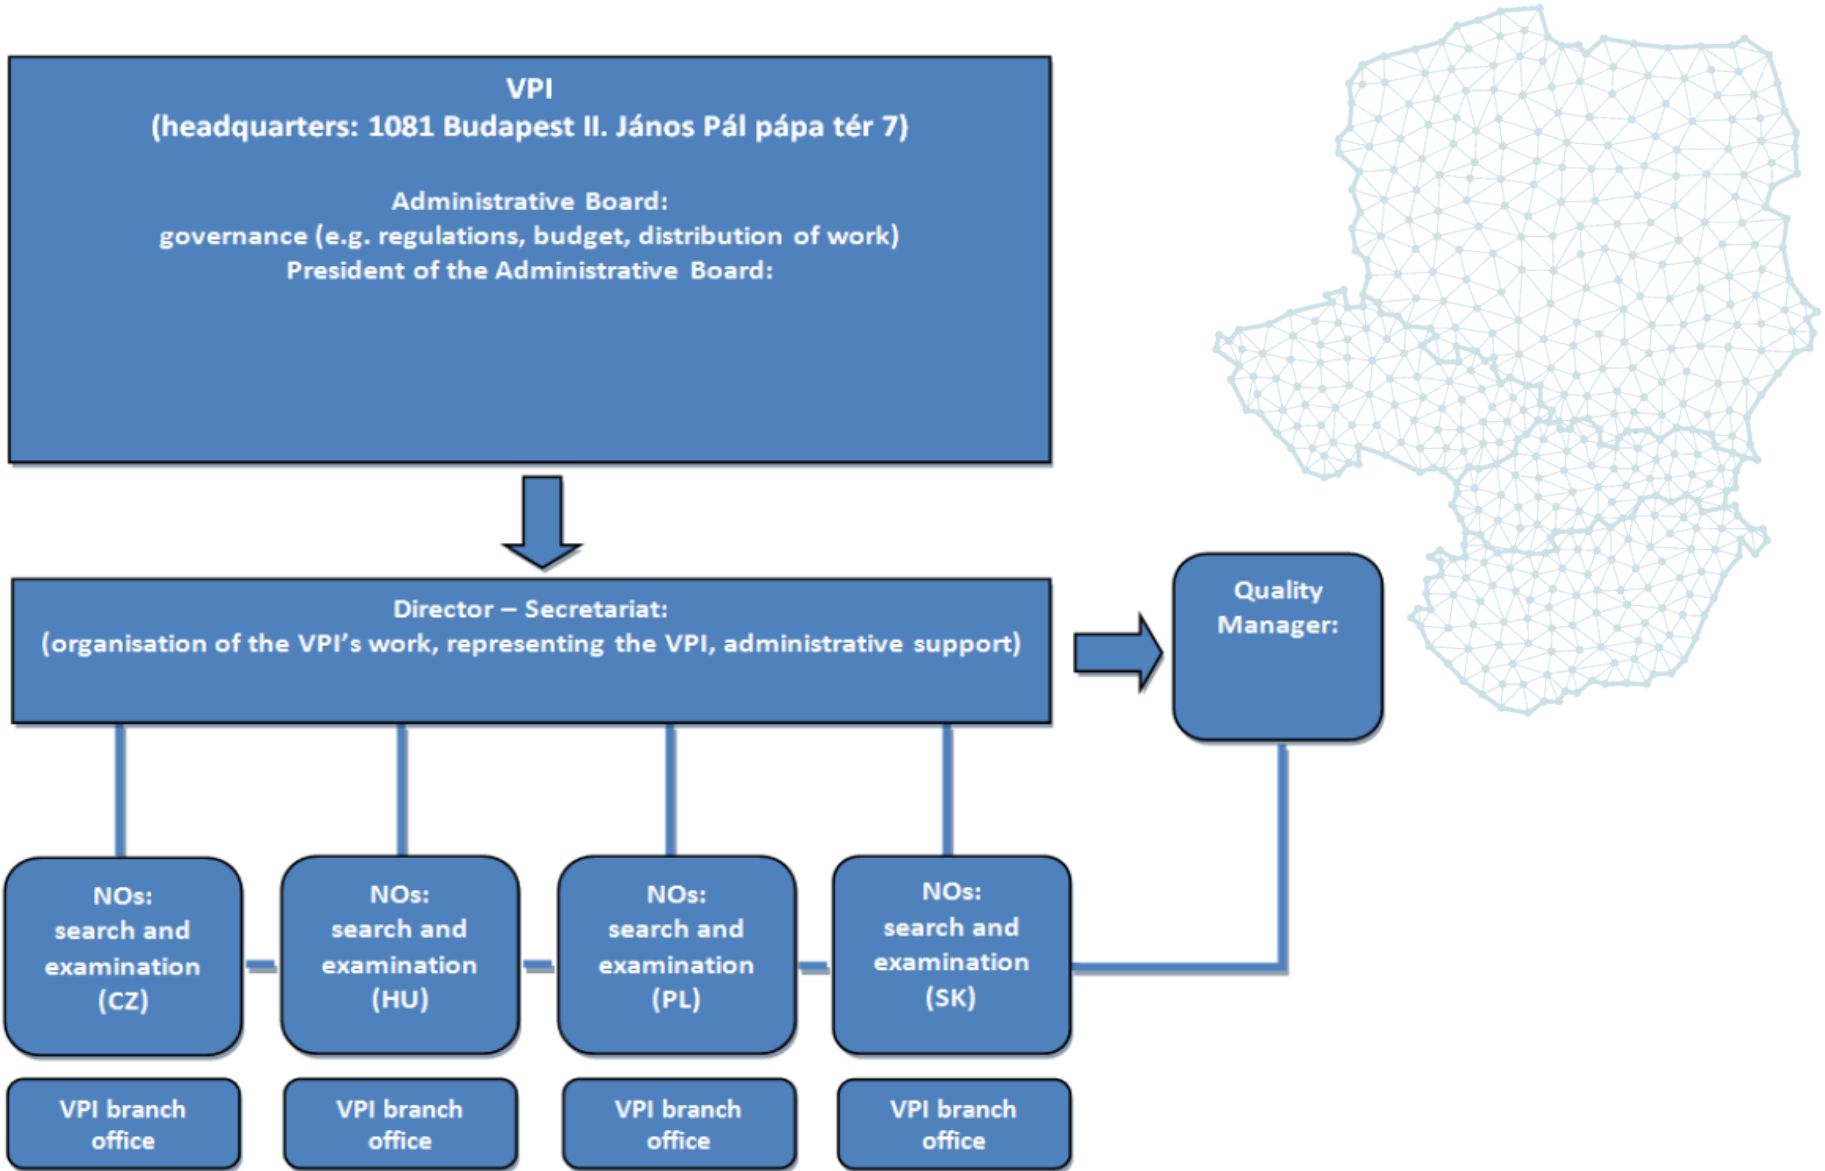 VPI
(headquarters: 1081 Budapest II. János Pál pápa tér 7)
Administrative Board:
governance (e.g. regulations, budget, distribution of work)
President of the Administrative Board:
Director – Secretariat:
(organisation of the VPI’s work, representing the VPI, administrative support)
Quality
Manager:
NOs:
search and
examination
(CZ)
NOs:
search and
examination
(HU)
NOs:
search and
examination
(PL)
NOs:
search and
examination
(SK)
VPI branch
office
VPI branch
office
VPI branch
office
VPI branch
office